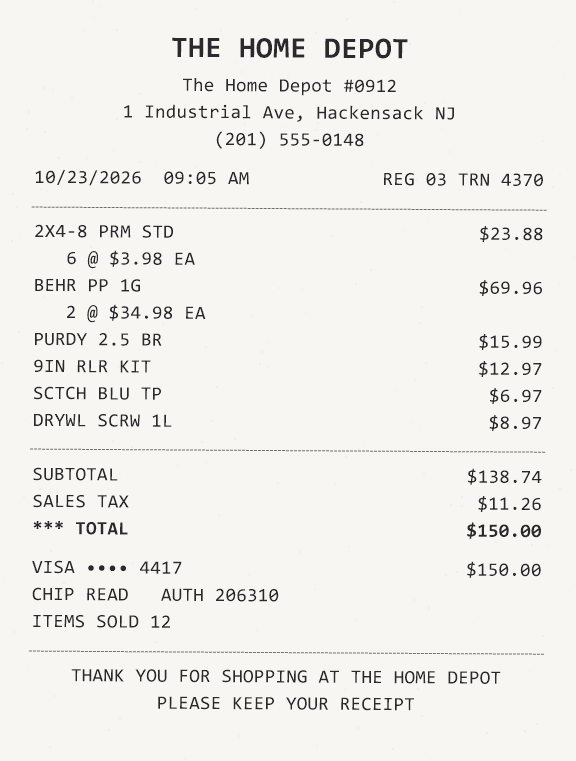 THE HOME DEPOT
The Home Depot #0912
1 Industrial Ave, Hackensack NJ
(201) 555-0148
10/23/2026 09:05 AM REG 03 TRN 4370
2X4-8 PRM STD $23.88
6 @ $3.98 EA
BEHR PP 1G $69.96
2 @ $34.98 EA
PURDY 2.5 BR $15.99
9IN RLR KIT $12.97
SCTCH BLU TP $6.97
DRYWL SCRW 1L $8.97
SUBTOTAL $138.74
SALES TAX $11.26
*** TOTAL $150.00
VISA •••• 4417 $150.00
CHIP READ AUTH 206310
ITEMS SOLD 12
THANK YOU FOR SHOPPING AT THE HOME DEPOT
PLEASE KEEP YOUR RECEIPT